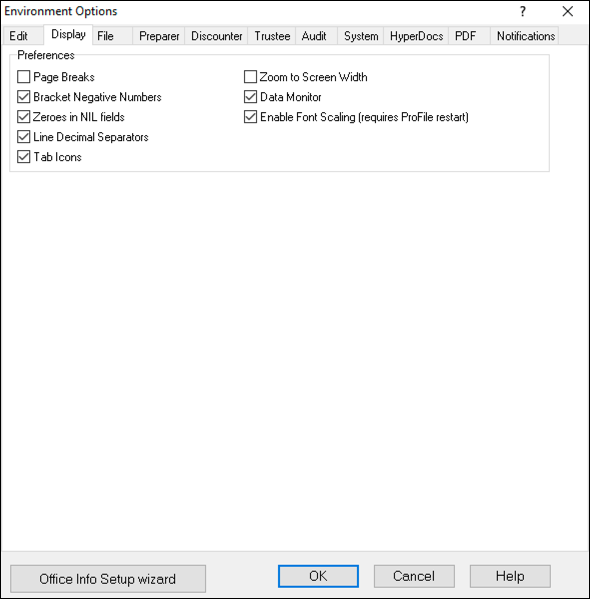 Environment Options
?
Edit Display File Preparer Discounter Trustee Audit System HyperDocs PDF Notifications
Preferences
Page Breaks Zoom to Screen Width
Bracket Negative Numbers Data Monitor
Zeroes in NIL fields Enable Font Scaling (requires ProFile restart)
Line Decimal Separators
Tab Icons
Office Info Setup wizard OK Cancel Help